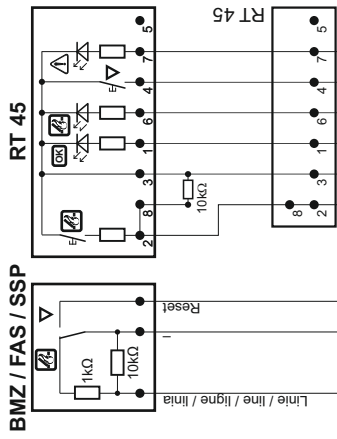 RT 45
OK
E
E
5
7
4
6
1
3
8
2
10kΩ
RT 45
5
7
4
6
1
3
8
2
BMZ / FAS / SSP
1kΩ
10kΩ
Reset
–
Linie / line / ligne / linia